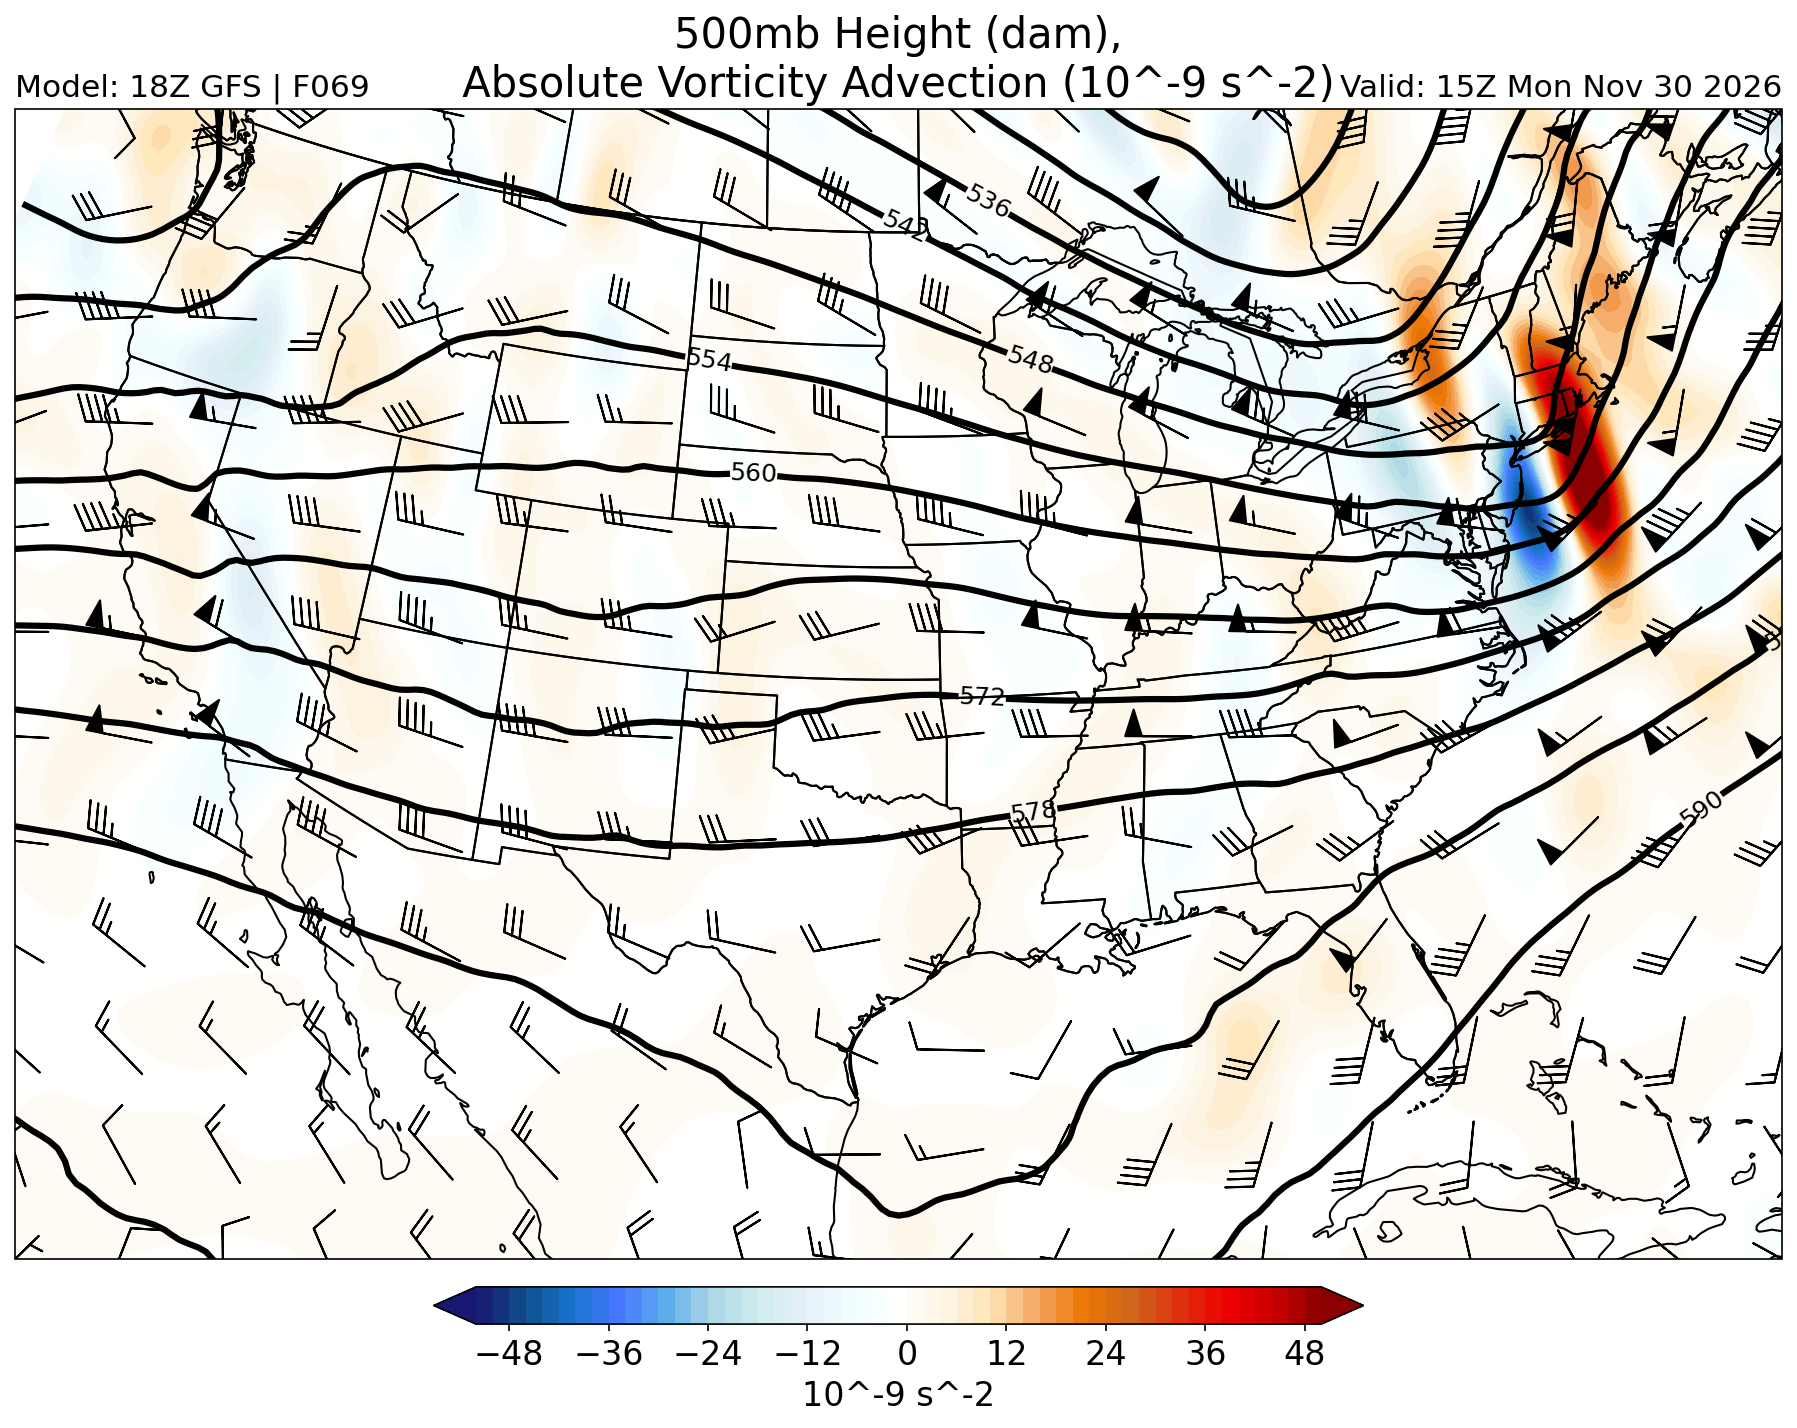 500mb Height (dam),
Absolute Vorticity Advection (10^-9 s^-2)
Model: 18Z GFS | F069
Valid: 15Z Mon Nov 30 2026
536
542
548
554
560
572
578
590
−48 −36 −24 −12 0 12 24 36 48
10^-9 s^-2